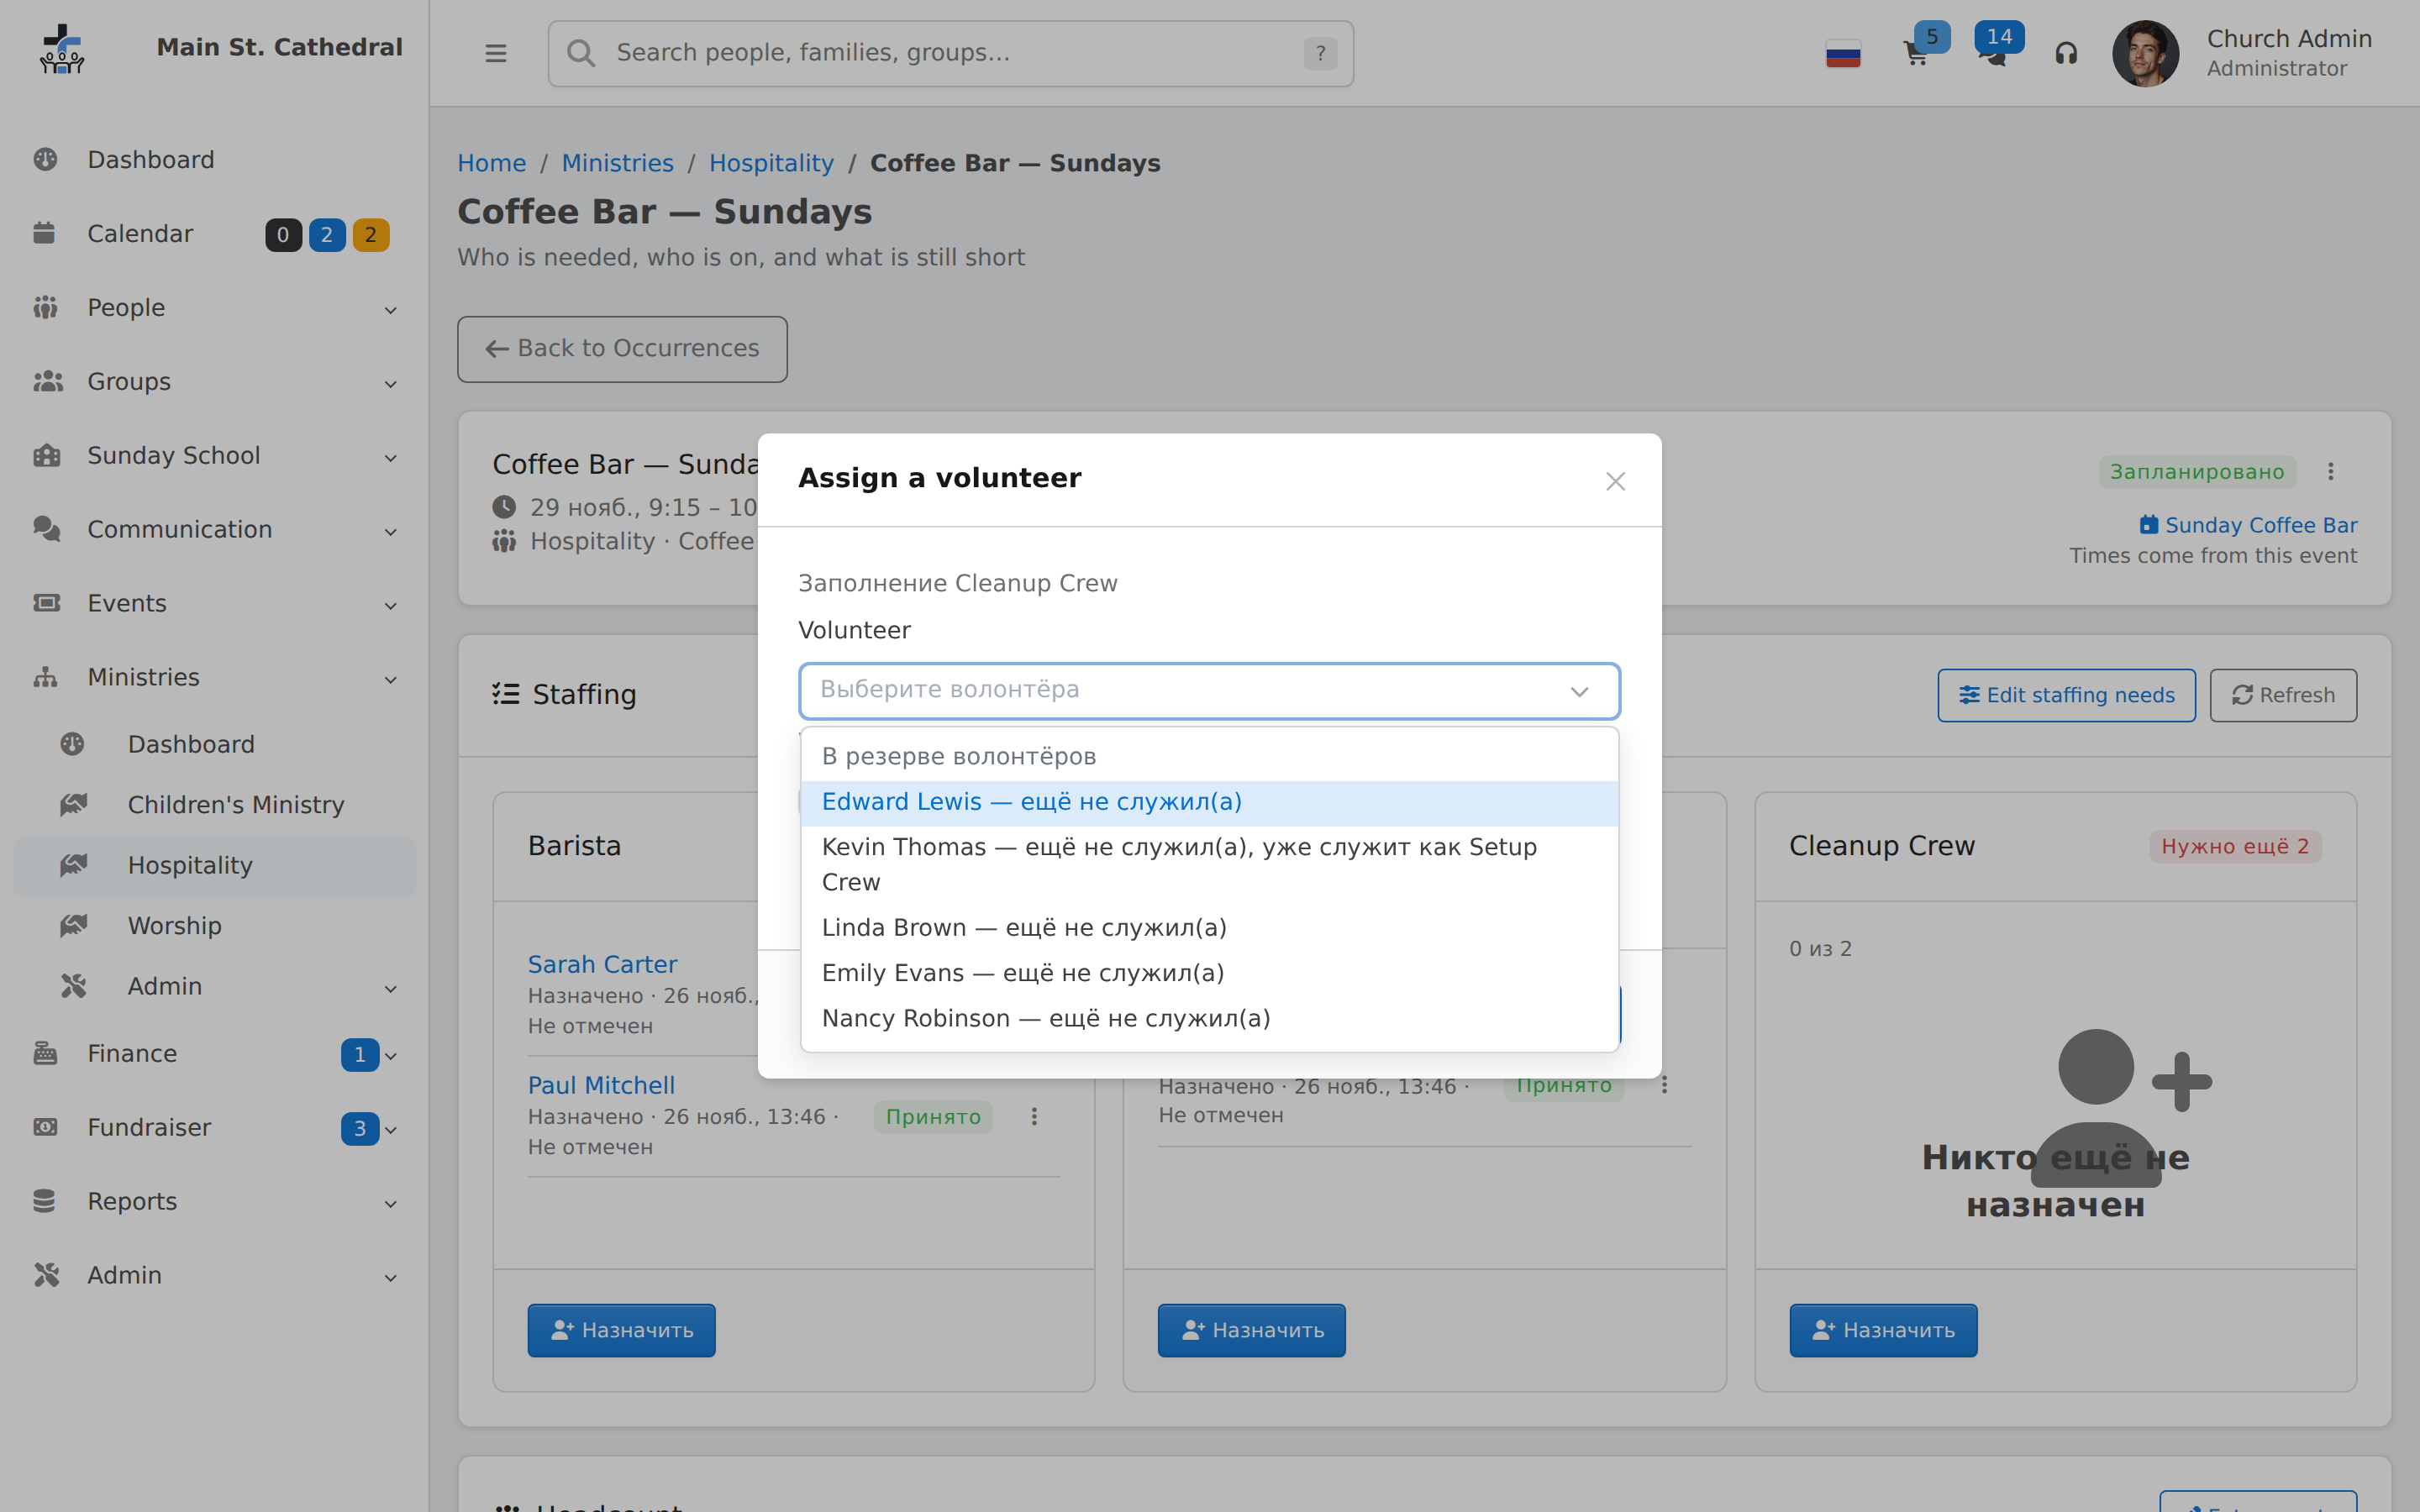 Main St. Cathedral
Search people, families, groups...
?
5
14
Church Admin
Administrator
Dashboard
Calendar
0
2
2
People
Groups
Sunday School
Communication
Events
Ministries
Dashboard
Children's Ministry
Hospitality
Worship
Admin
Finance
1
Fundraiser
3
Reports
Admin
Home / Ministries / Hospitality / Coffee Bar — Sundays
Coffee Bar — Sundays
Who is needed, who is on, and what is still short
Back to Occurrences
Coffee Bar —
29 нояб., 9:15 –
Hospitality · Coffee
Запланировано
Sunday Coffee Bar
Times come from this event
Staffing
Edit staffing needs
Refresh
Barista
Sarah Carter
Назначено · 26 нояб.,
Не отмечен
Paul Mitchell
Назначено · 26 нояб., 13:46 ·
Не отмечен
Принято
Назначить
Назначено · 26 нояб., 13:46 ·
Не отмечен
Принято
Назначить
Cleanup Crew
Нужно ещё 2
0 из 2
Никто ещё не
назначен
Назначить
Assign a volunteer
Заполнение Cleanup Crew
Volunteer
Выберите волонтёра
В резерве волонтёров
Edward Lewis — ещё не служил(а)
Kevin Thomas — ещё не служил(а), уже служит как Setup
Crew
Linda Brown — ещё не служил(а)
Emily Evans — ещё не служил(а)
Nancy Robinson — ещё не служил(а)